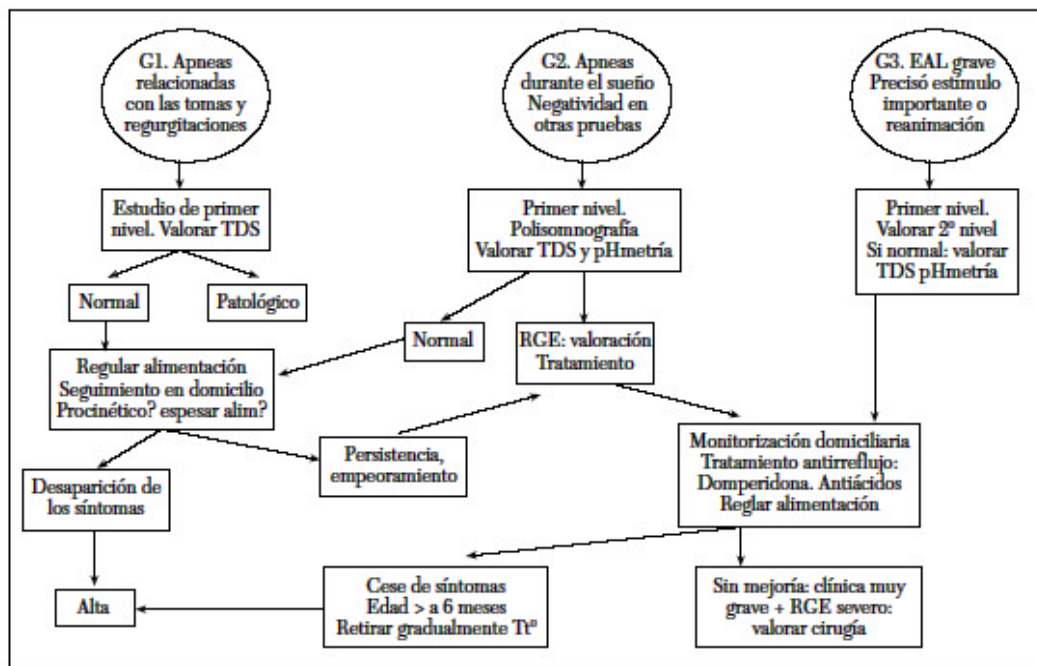 G1. Apneas
relacionadas
con las tomas y
regurgitaciones
G2. Apneas
durante el sueño
Negatividad en
otras pruebas
G3. EAL grave
Precisó estímulo
importante o
reanimación
Estudio de primer
nivel. Valorar TDS
Primer nivel.
Polisomnografía
Valorar TDS y pHmetría
Primer nivel.
Valorar 2º nivel
Si normal: valorar
TDS pHmetría
Normal
Patológico
Normal
RGE: valoración
Tratamiento
Regular alimentación
Seguimiento en domicilio
Procinético? espesar alim?
Persistencia,
empeoramiento
Monitorización domiciliaria
Tratamiento antirreflujo:
Domperidona. Antiácidos
Reglar alimentación
Desaparición de
los síntomas
Alta
Cese de síntomas
Edad > a 6 meses
Retirar gradualmente Ttº
Sin mejoría: clínica muy
grave + RGE severo:
valorar cirugía